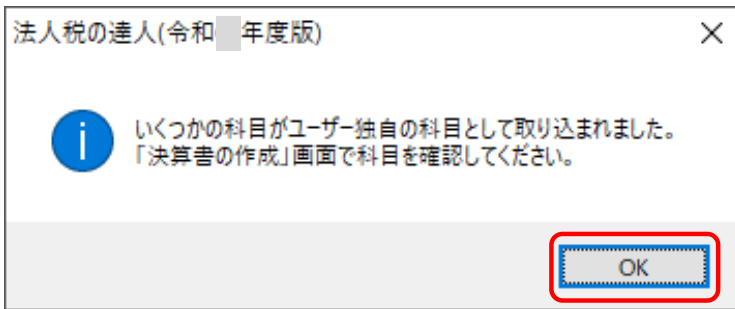 法人税の達人(令和 年度版)
いくつかの科目がユーザー独自の科目として取り込まれました。
「決算書の作成」画面で科目を確認してください。
OK